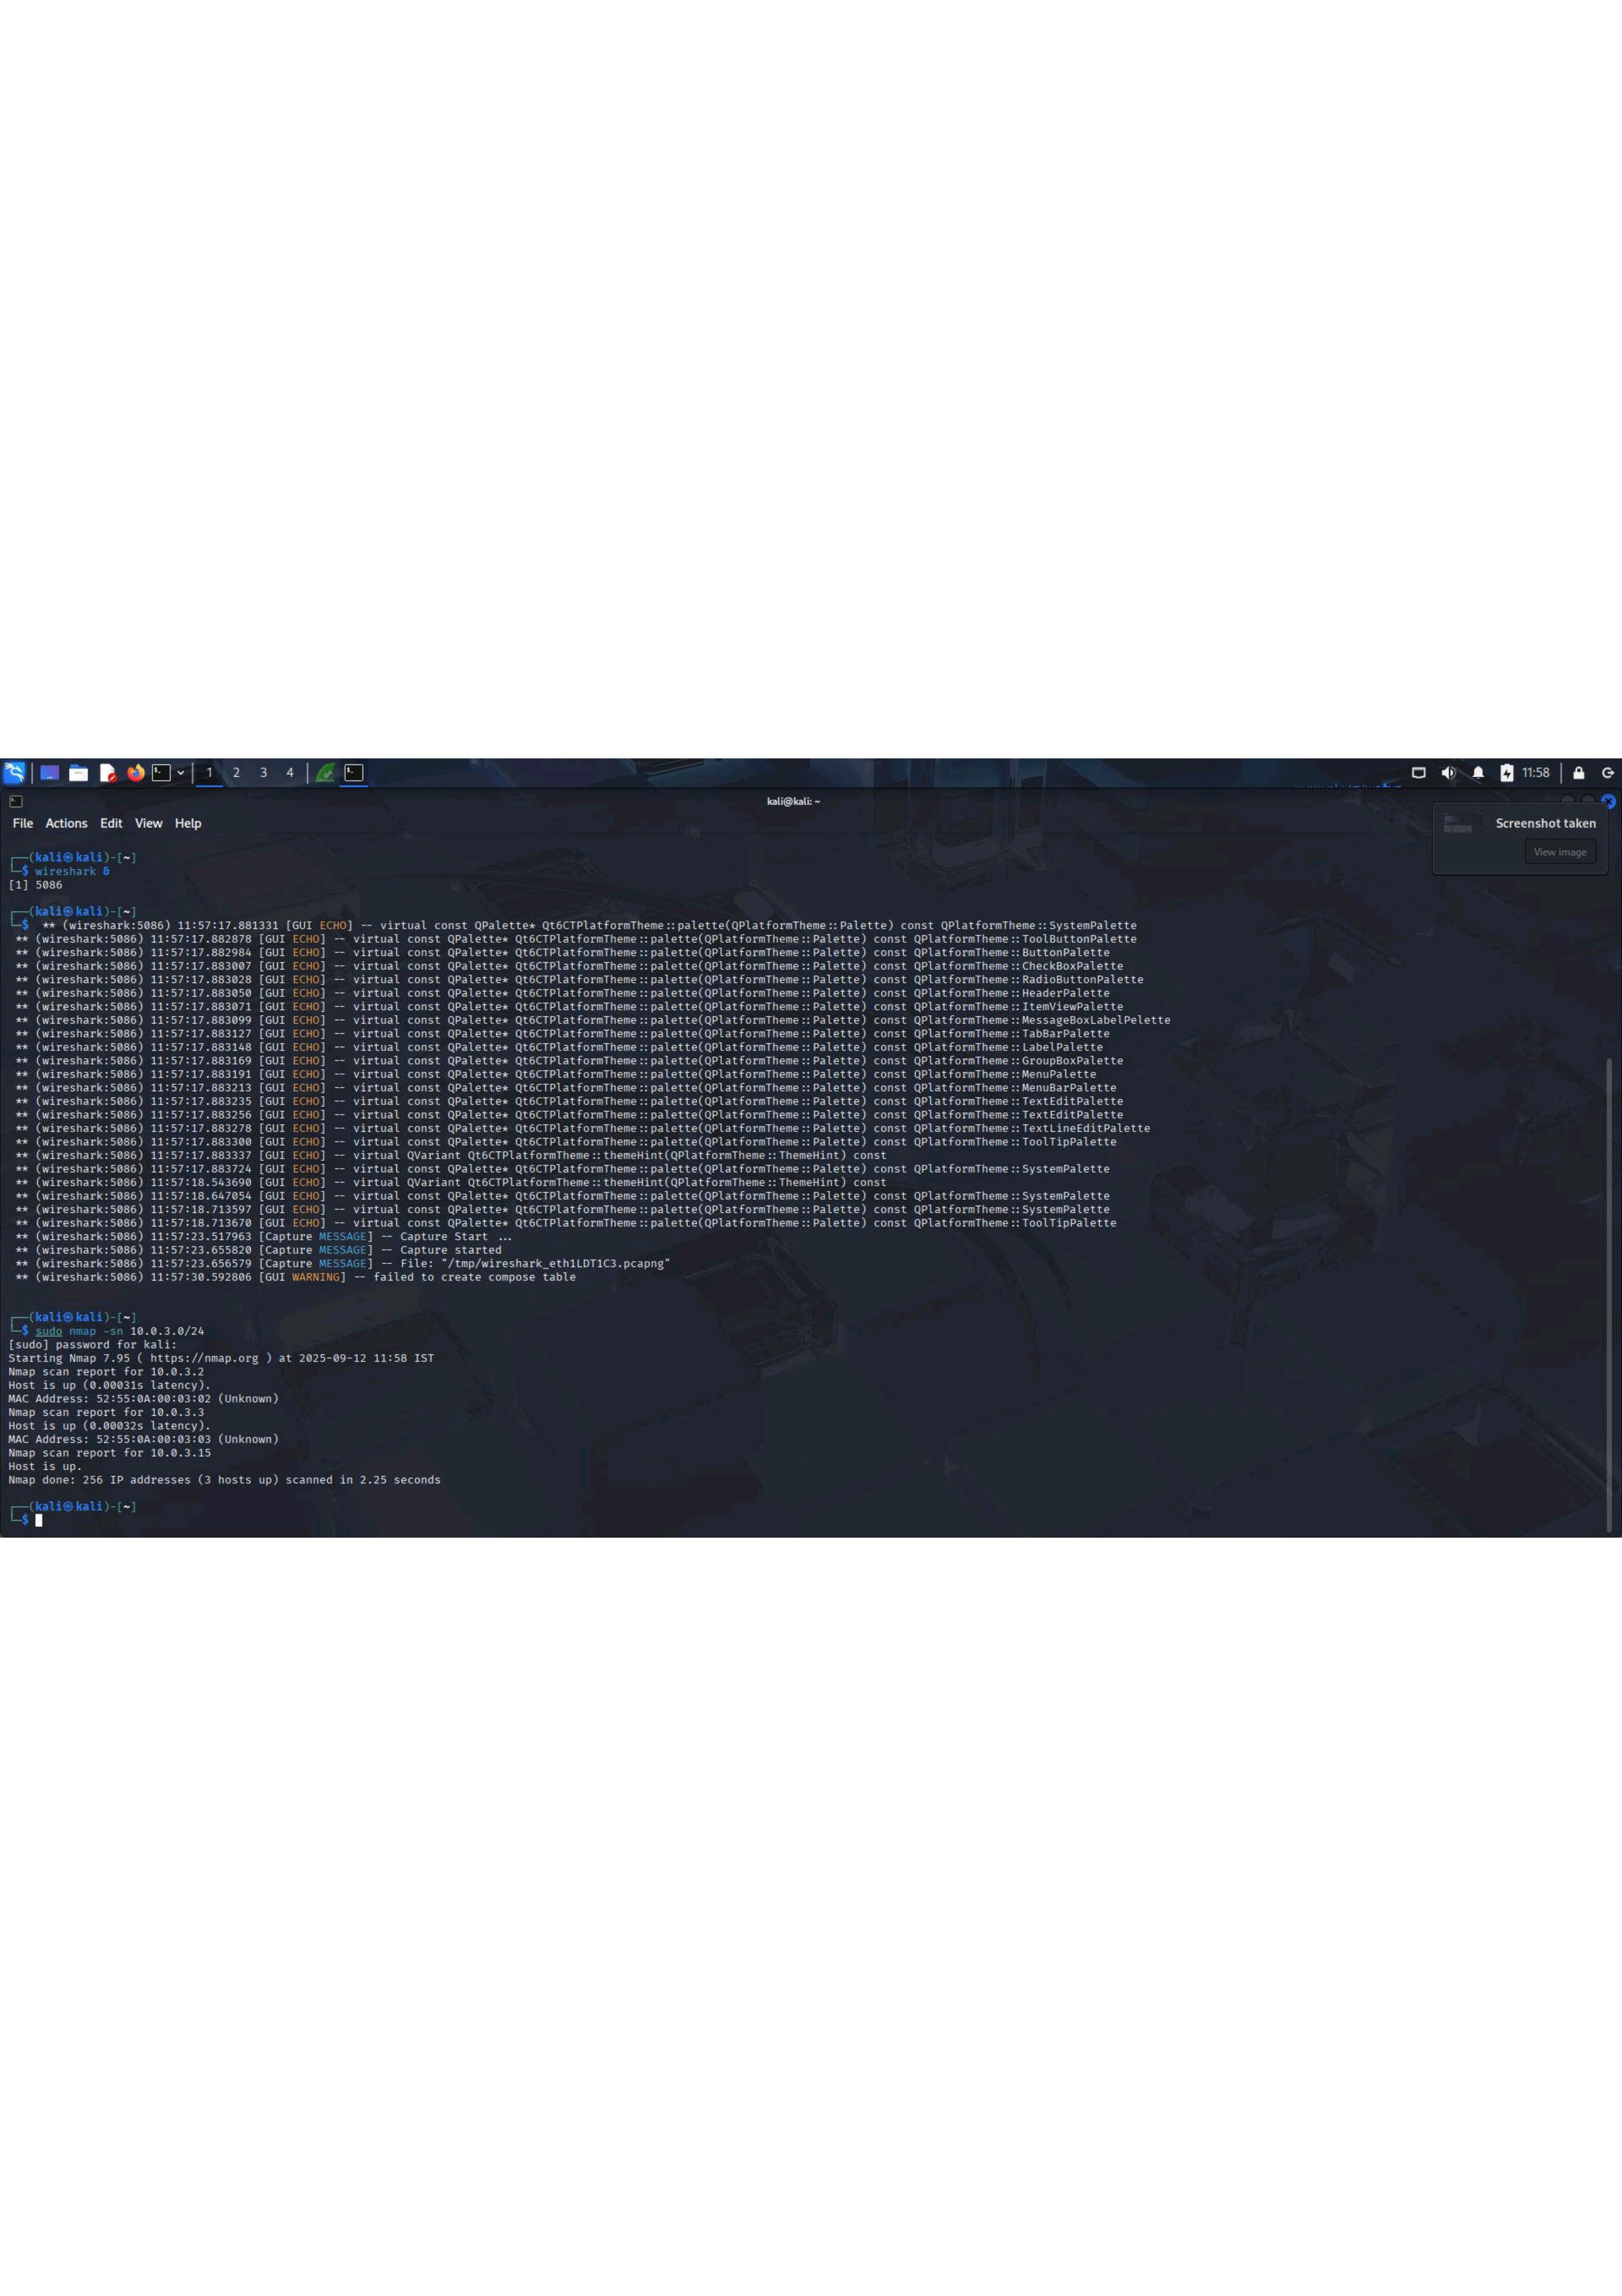 1 2 3 4 11:58
kali@kali: ~
File Actions Edit View Help
Screenshot taken
View image
┌──(kali㉿kali)-[~]
└─$ wireshark &
[1] 5086
┌──(kali㉿kali)-[~]
└─$  ** (wireshark:5086) 11:57:17.881331 [GUI ECHO] -- virtual const QPalette* Qt6CTPlatformTheme::palette(QPlatformTheme::Palette) const QPlatformTheme::SystemPalette
** (wireshark:5086) 11:57:17.882878 [GUI ECHO] -- virtual const QPalette* Qt6CTPlatformTheme::palette(QPlatformTheme::Palette) const QPlatformTheme::ToolButtonPalette
** (wireshark:5086) 11:57:17.882984 [GUI ECHO] -- virtual const QPalette* Qt6CTPlatformTheme::palette(QPlatformTheme::Palette) const QPlatformTheme::ButtonPalette
** (wireshark:5086) 11:57:17.883007 [GUI ECHO] -- virtual const QPalette* Qt6CTPlatformTheme::palette(QPlatformTheme::Palette) const QPlatformTheme::CheckBoxPalette
** (wireshark:5086) 11:57:17.883028 [GUI ECHO] -- virtual const QPalette* Qt6CTPlatformTheme::palette(QPlatformTheme::Palette) const QPlatformTheme::RadioButtonPalette
** (wireshark:5086) 11:57:17.883050 [GUI ECHO] -- virtual const QPalette* Qt6CTPlatformTheme::palette(QPlatformTheme::Palette) const QPlatformTheme::HeaderPalette
** (wireshark:5086) 11:57:17.883071 [GUI ECHO] -- virtual const QPalette* Qt6CTPlatformTheme::palette(QPlatformTheme::Palette) const QPlatformTheme::ItemViewPalette
** (wireshark:5086) 11:57:17.883099 [GUI ECHO] -- virtual const QPalette* Qt6CTPlatformTheme::palette(QPlatformTheme::Palette) const QPlatformTheme::MessageBoxLabelPelette
** (wireshark:5086) 11:57:17.883127 [GUI ECHO] -- virtual const QPalette* Qt6CTPlatformTheme::palette(QPlatformTheme::Palette) const QPlatformTheme::TabBarPalette
** (wireshark:5086) 11:57:17.883148 [GUI ECHO] -- virtual const QPalette* Qt6CTPlatformTheme::palette(QPlatformTheme::Palette) const QPlatformTheme::LabelPalette
** (wireshark:5086) 11:57:17.883169 [GUI ECHO] -- virtual const QPalette* Qt6CTPlatformTheme::palette(QPlatformTheme::Palette) const QPlatformTheme::GroupBoxPalette
** (wireshark:5086) 11:57:17.883191 [GUI ECHO] -- virtual const QPalette* Qt6CTPlatformTheme::palette(QPlatformTheme::Palette) const QPlatformTheme::MenuPalette
** (wireshark:5086) 11:57:17.883213 [GUI ECHO] -- virtual const QPalette* Qt6CTPlatformTheme::palette(QPlatformTheme::Palette) const QPlatformTheme::MenuBarPalette
** (wireshark:5086) 11:57:17.883235 [GUI ECHO] -- virtual const QPalette* Qt6CTPlatformTheme::palette(QPlatformTheme::Palette) const QPlatformTheme::TextEditPalette
** (wireshark:5086) 11:57:17.883256 [GUI ECHO] -- virtual const QPalette* Qt6CTPlatformTheme::palette(QPlatformTheme::Palette) const QPlatformTheme::TextEditPalette
** (wireshark:5086) 11:57:17.883278 [GUI ECHO] -- virtual const QPalette* Qt6CTPlatformTheme::palette(QPlatformTheme::Palette) const QPlatformTheme::TextLineEditPalette
** (wireshark:5086) 11:57:17.883300 [GUI ECHO] -- virtual const QPalette* Qt6CTPlatformTheme::palette(QPlatformTheme::Palette) const QPlatformTheme::ToolTipPalette
** (wireshark:5086) 11:57:17.883337 [GUI ECHO] -- virtual QVariant Qt6CTPlatformTheme::themeHint(QPlatformTheme::ThemeHint) const
** (wireshark:5086) 11:57:17.883724 [GUI ECHO] -- virtual const QPalette* Qt6CTPlatformTheme::palette(QPlatformTheme::Palette) const QPlatformTheme::SystemPalette
** (wireshark:5086) 11:57:18.543690 [GUI ECHO] -- virtual QVariant Qt6CTPlatformTheme::themeHint(QPlatformTheme::ThemeHint) const
** (wireshark:5086) 11:57:18.647054 [GUI ECHO] -- virtual const QPalette* Qt6CTPlatformTheme::palette(QPlatformTheme::Palette) const QPlatformTheme::SystemPalette
** (wireshark:5086) 11:57:18.713597 [GUI ECHO] -- virtual const QPalette* Qt6CTPlatformTheme::palette(QPlatformTheme::Palette) const QPlatformTheme::SystemPalette
** (wireshark:5086) 11:57:18.713670 [GUI ECHO] -- virtual const QPalette* Qt6CTPlatformTheme::palette(QPlatformTheme::Palette) const QPlatformTheme::ToolTipPalette
** (wireshark:5086) 11:57:23.517963 [Capture MESSAGE] -- Capture Start ...
** (wireshark:5086) 11:57:23.655820 [Capture MESSAGE] -- Capture started
** (wireshark:5086) 11:57:23.656579 [Capture MESSAGE] -- File: "/tmp/wireshark_eth1LDT1C3.pcapng"
** (wireshark:5086) 11:57:30.592806 [GUI WARNING] -- failed to create compose table
┌──(kali㉿kali)-[~]
└─$ sudo nmap -sn 10.0.3.0/24
[sudo] password for kali:
Starting Nmap 7.95 ( https://nmap.org ) at 2025-09-12 11:58 IST
Nmap scan report for 10.0.3.2
Host is up (0.00031s latency).
MAC Address: 52:55:0A:00:03:02 (Unknown)
Nmap scan report for 10.0.3.3
Host is up (0.00032s latency).
MAC Address: 52:55:0A:00:03:03 (Unknown)
Nmap scan report for 10.0.3.15
Host is up.
Nmap done: 256 IP addresses (3 hosts up) scanned in 2.25 seconds
┌──(kali㉿kali)-[~]
└─$